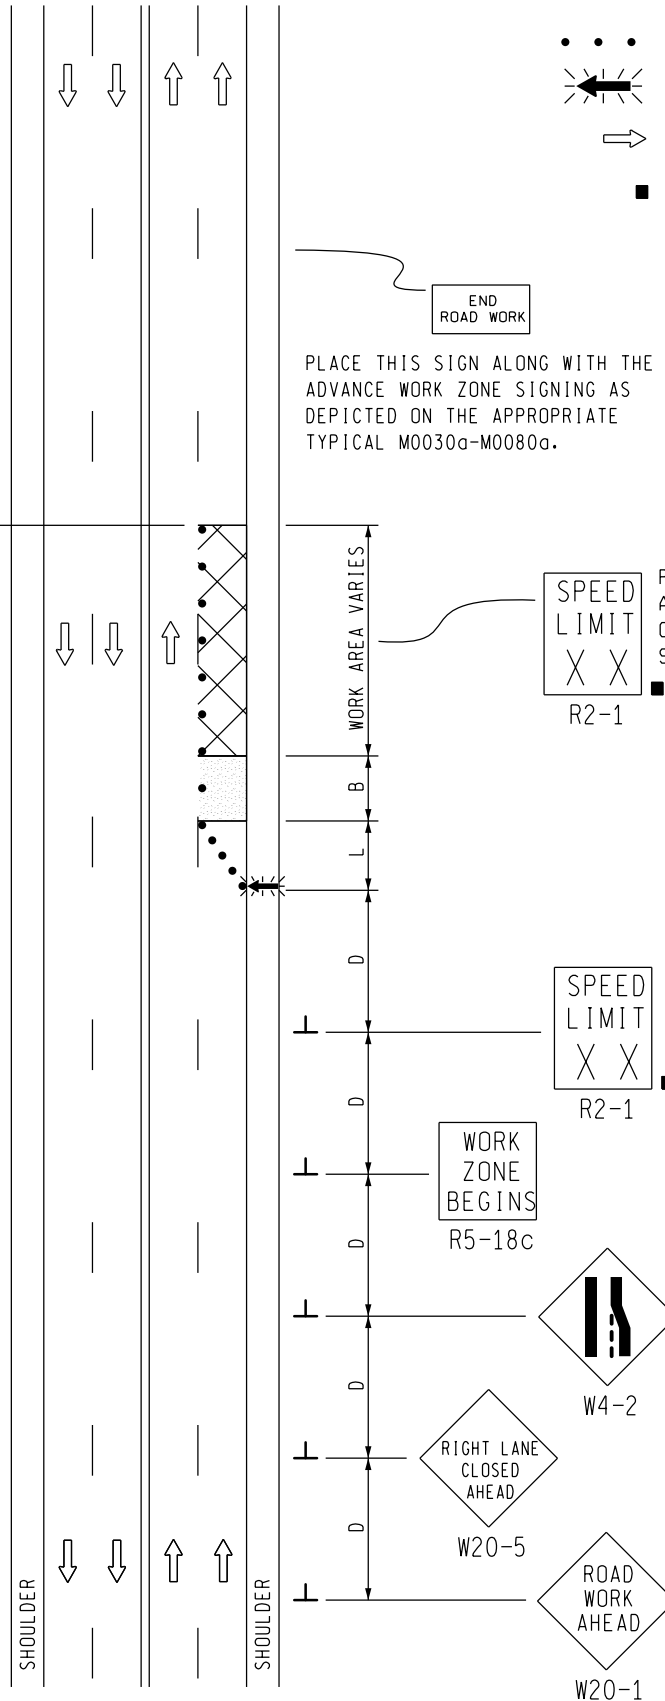 END
ROAD WORK
PLACE THIS SIGN ALONG WITH THE
ADVANCE WORK ZONE SIGNING AS
DEPICTED ON THE APPROPRIATE
TYPICAL M0030a-M0080a.
WORK AREA VARIES
SPEED
LIMIT
X X
R2-1
B
L
D
SPEED
LIMIT
X X
R2-1
D
WORK
ZONE
BEGINS
R5-18c
D
W4-2
D
RIGHT LANE
CLOSED
AHEAD
W20-5
D
ROAD
WORK
AHEAD
W20-1
SHOULDER
SHOULDER